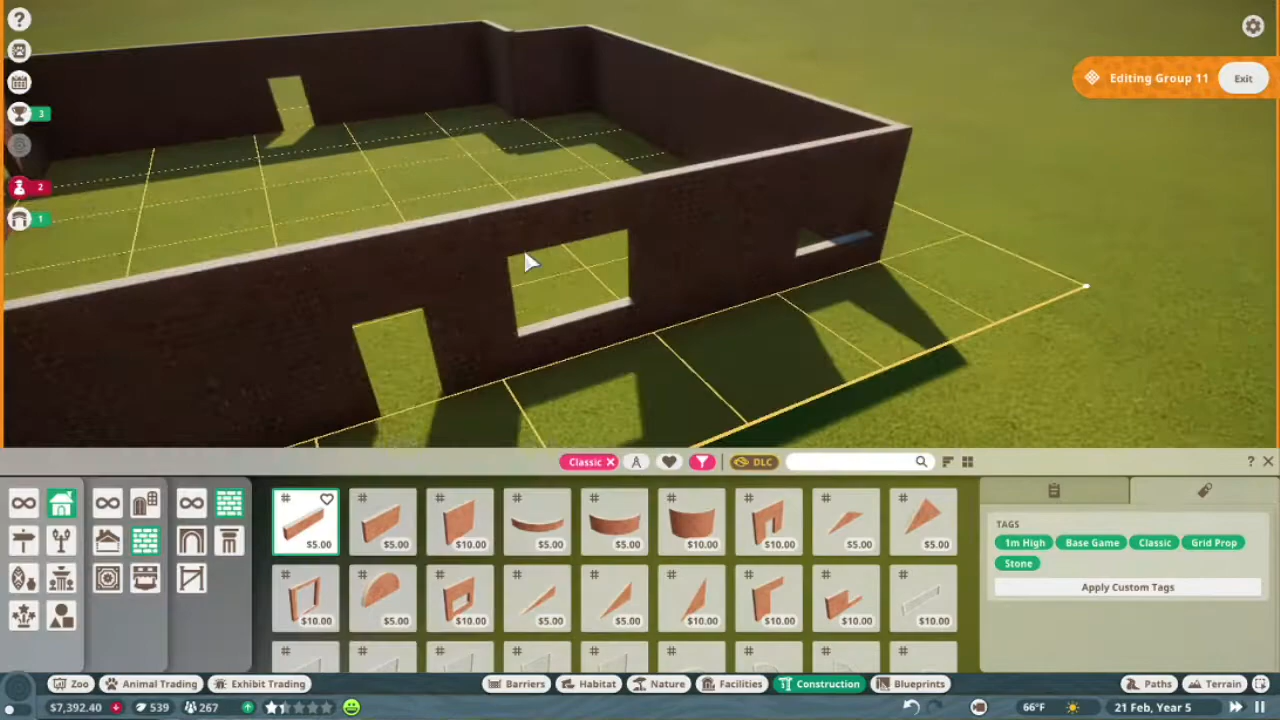 ?
Editing Group 11 Exit
3
2
1
Classic × DLC
? ×
$5.00 $5.00 $10.00 $5.00 $5.00 $10.00 $10.00 $5.00 $5.00
$10.00 $5.00 $10.00 $5.00 $5.00 $10.00 $10.00 $10.00 $10.00
TAGS
1m High Base Game Classic Grid Prop
Stone
Apply Custom Tags
Zoo Animal Trading Exhibit Trading Barriers Habitat Nature Facilities Construction Blueprints Paths Terrain
$7,392.40 539 267 66°F 21 Feb, Year 5